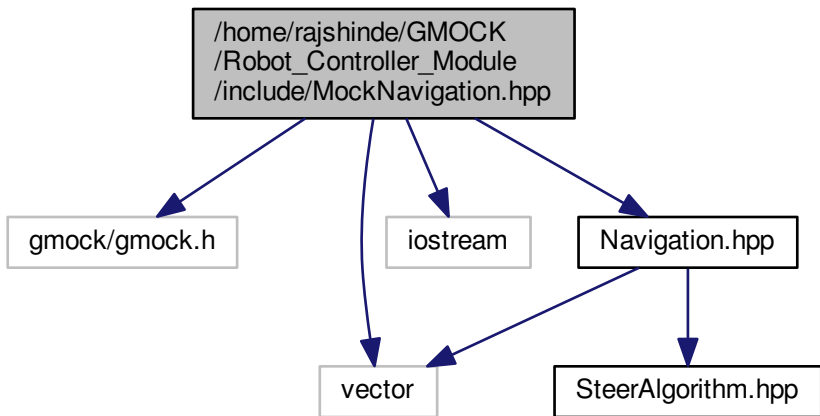 /home/rajshinde/GMOCK
/Robot_Controller_Module
/include/MockNavigation.hpp
gmock/gmock.h
iostream
Navigation.hpp
vector
SteerAlgorithm.hpp